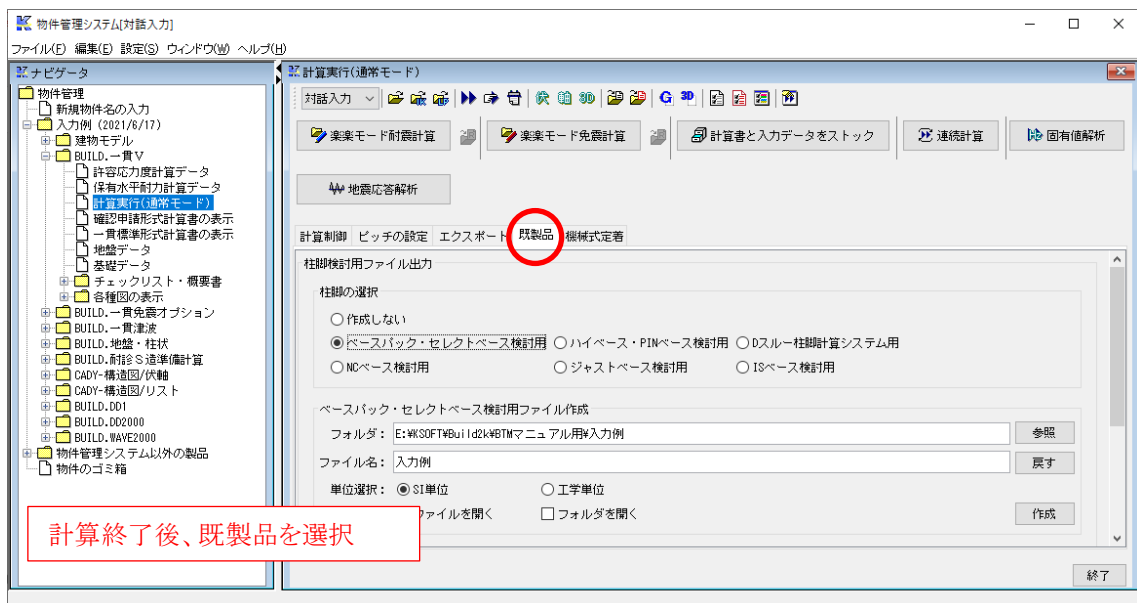 物件管理システム[対話入力]
ファイル(F) 編集(E) 設定(S) ウィンドウ(W) ヘルプ(H)
ナビゲータ
物件管理
新規物件名の入力
入力例 (2021/6/17)
建物モデル
BUILD.一貫Ⅴ
許容応力度計算データ
保有水平耐力計算データ
計算実行(通常モード)
確認申請形式計算書の表示
一貫標準形式計算書の表示
地盤データ
基礎データ
チェックリスト・概要書
各種図の表示
BUILD.一貫免震オプション
BUILD.一貫津波
BUILD.地盤・柱状
BUILD.耐診S造準備計算
CADY-構造図/伏軸
CADY-構造図/リスト
BUILD.DD1
BUILD.DD2000
BUILD.WAVE2000
物件管理システム以外の製品
物件のゴミ箱
計算実行(通常モード)
対話入力 G 3D
楽楽モード耐震計算 楽楽モード免震計算 計算書と入力データをストック 連続計算 固有値解析
地震応答解析
計算制御 ピッチの設定 エクスポート 既製品 機械式定着
柱脚検討用ファイル出力
柱脚の選択
作成しない
ベースパック・セレクトベース検討用 ハイベース・PINベース検討用 Dスルー柱脚計算システム用
NCベース検討用 ジャストベース検討用 ISベース検討用
ベースパック・セレクトベース検討用ファイル作成
フォルダ: E:¥KSOFT¥Build2k¥BTMマニュアル用¥入力例 参照
ファイル名: 入力例 戻す
単位選択: SI単位 工学単位
ファイルを開く フォルダを開く 作成
計算終了後、既製品を選択
終了